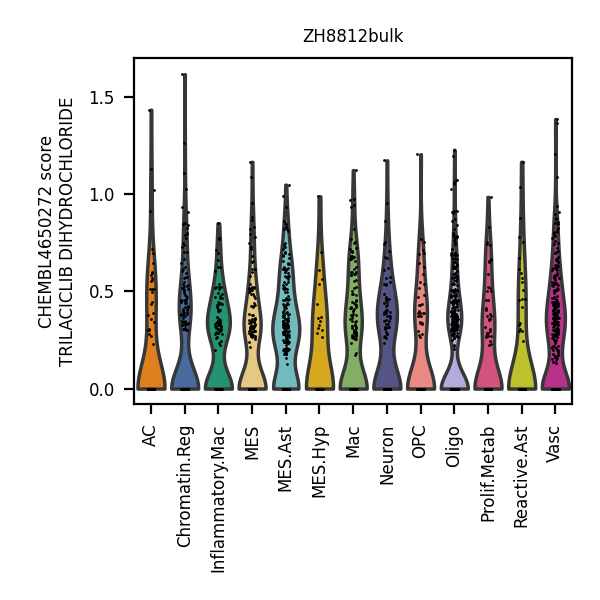 ZH8812bulk
CHEMBL4650272 score
TRILACICLIB DIHYDROCHLORIDE
1.5
1.0
0.5
0.0
AC
Chromatin.Reg
Inflammatory.Mac
MES
MES.Ast
MES.Hyp
Mac
Neuron
OPC
Oligo
Prolif.Metab
Reactive.Ast
Vasc